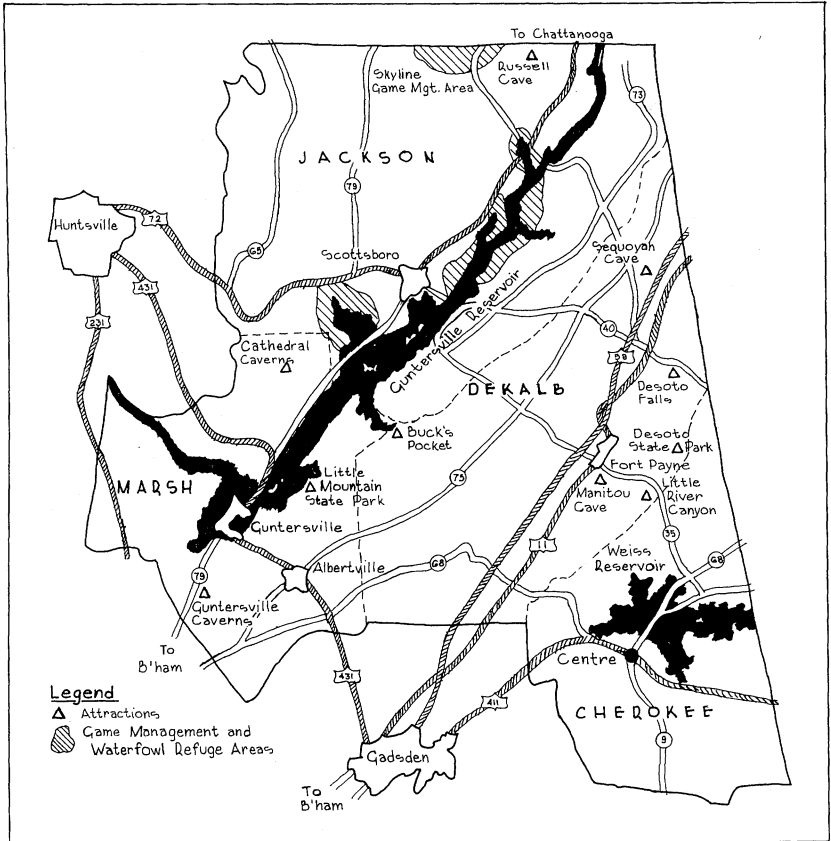 To Chattanooga
Russell
Cave
Skyline
Game Mgt. Area
73
JACKSON
79
Huntsville
72
68
Scottsboro
Sequoyah
Cave
431
231
Guntersville Reservoir
40
59
Cathedral
Caverns
DEKALB
Desoto
Falls
Buck's
Pocket
Desoto
State Park
Fort Payne
Little
River
Canyon
Manitou
Cave
MARSH
Little
Mountain
State Park
75
Guntersville
35
11
Weiss
Reservoir
68
68
Albertville
79
Guntersville
Caverns
To
B'ham
Centre
431
411
CHEROKEE
9
Legend
Attractions
Game Management and
Waterfowl Refuge Areas
Gadsden
To
B'ham